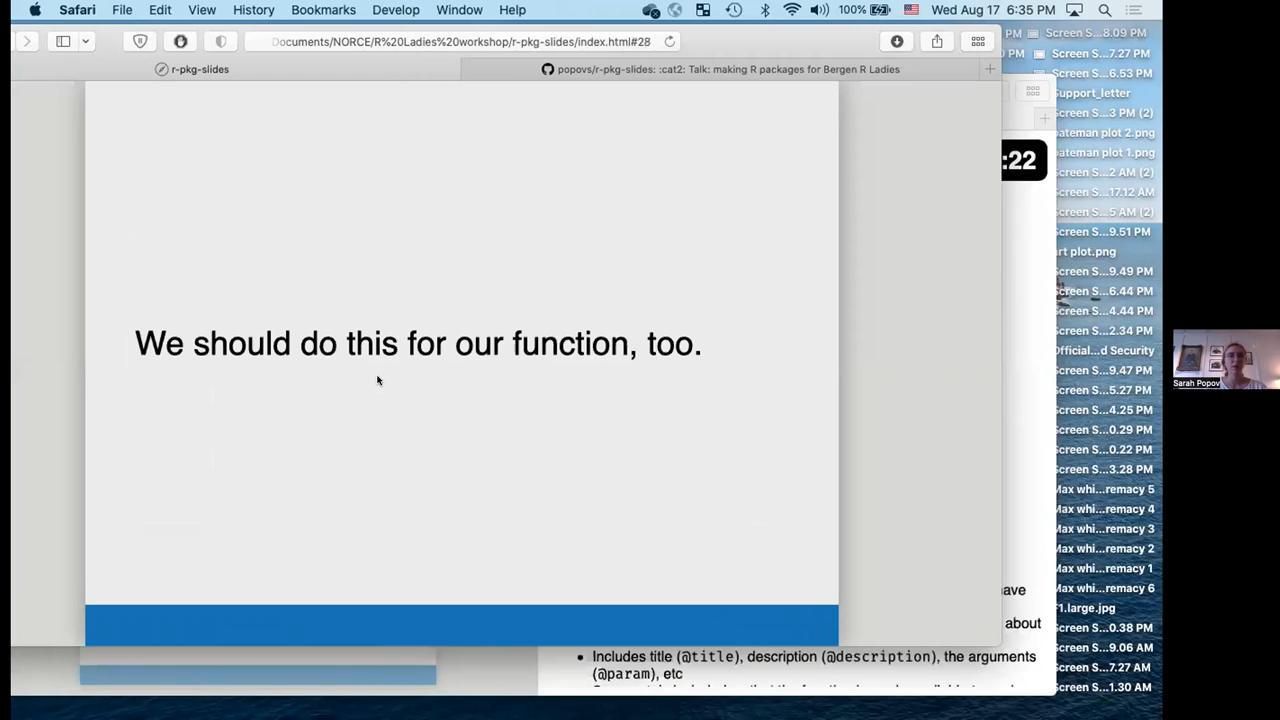 Safari File Edit View History Bookmarks Develop Window Help 100% Wed Aug 17 6:35 PM
Documents/NORCE/R%20Ladies%20workshop/r-pkg-slides/index.html#28
r-pkg-slides
popovs/r-pkg-slides: :cat2: Talk: making R packages for Bergen R Ladies
We should do this for our function, too.
:22
ave
about
Includes title (@title), description (@description), the arguments
(@param), etc
Screen S...8.09 PM
Screen S...7.27 PM
Screen S...6.53 PM
Support_letter
3 PM (2)
bateman plot 2.png
bateman plot 1.png
Screen S...2 AM (2)
Screen S...17.12 AM
Screen S...5 AM (2)
Screen S...9.51 PM
art plot.png
Screen S...9.49 PM
Screen S...6.44 PM
Screen S...4.44 PM
Screen S...2.34 PM
Official...d Security
Screen S...9.47 PM
Screen S...5.27 PM
Screen S...4.25 PM
Screen S...0.29 PM
Screen S...0.22 PM
Screen S...3.28 PM
Max whi...remacy 5
Max whi...remacy 4
Max whi...remacy 3
Max whi...remacy 2
Max whi...remacy 1
Max whi...remacy 6
F1.large.jpg
Screen S...0.38 PM
Screen S...9.06 AM
Screen S...7.27 AM
Screen S...1.30 AM
Sarah Popov